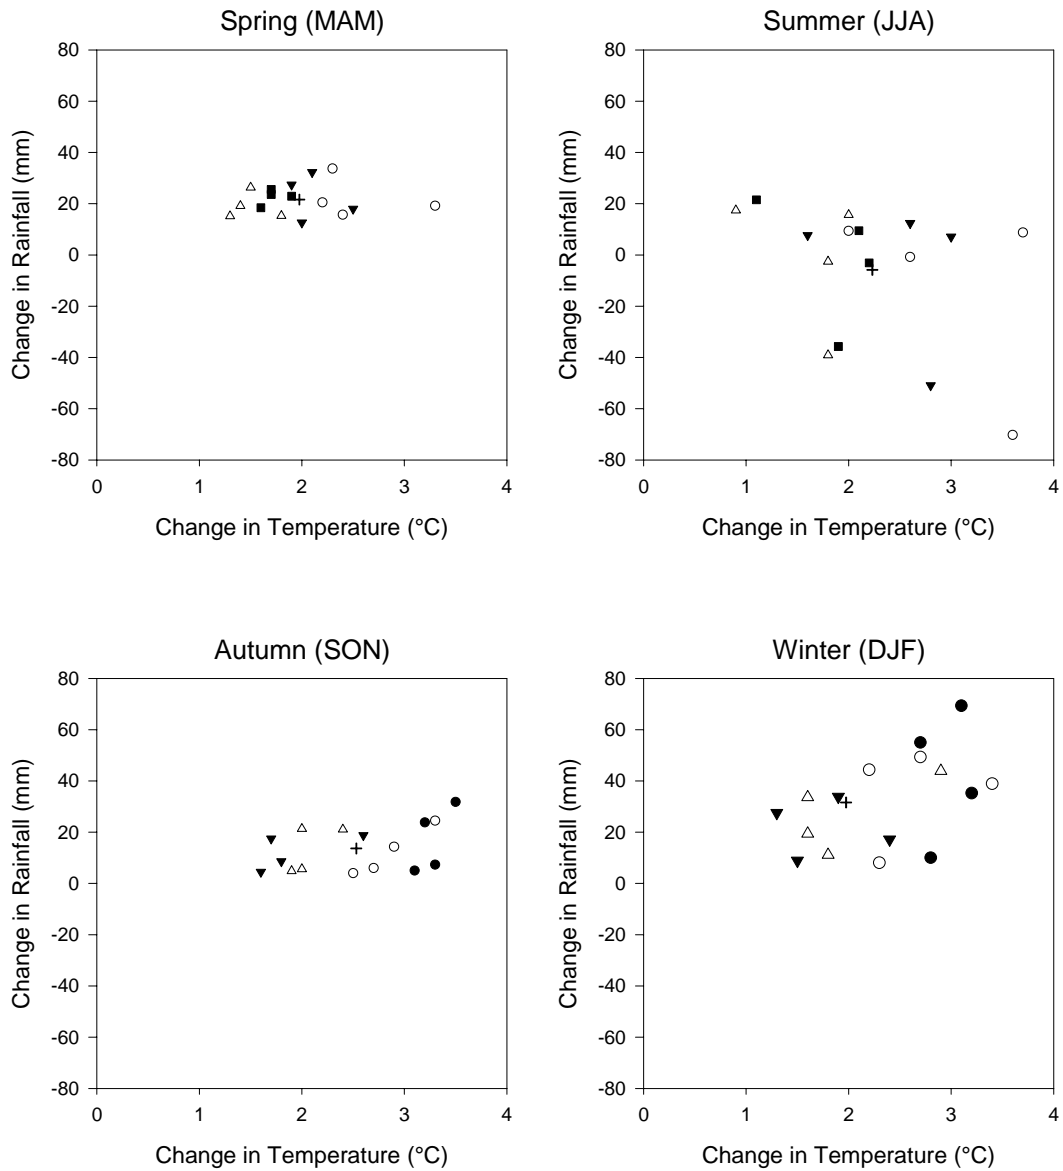 Spring (MAM)
80
60
40
20
0
-20
-40
-60
-80
Change in Rainfall (mm)
0 1 2 3 4
Change in Temperature (°C)
Summer (JJA)
80
60
40
20
0
-20
-40
-60
-80
Change in Rainfall (mm)
0 1 2 3 4
Change in Temperature (°C)
Autumn (SON)
80
60
40
20
0
-20
-40
-60
-80
Change in Rainfall (mm)
0 1 2 3 4
Change in Temperature (°C)
Winter (DJF)
80
60
40
20
0
-20
-40
-60
-80
Change in Rainfall (mm)
0 1 2 3 4
Change in Temperature (°C)